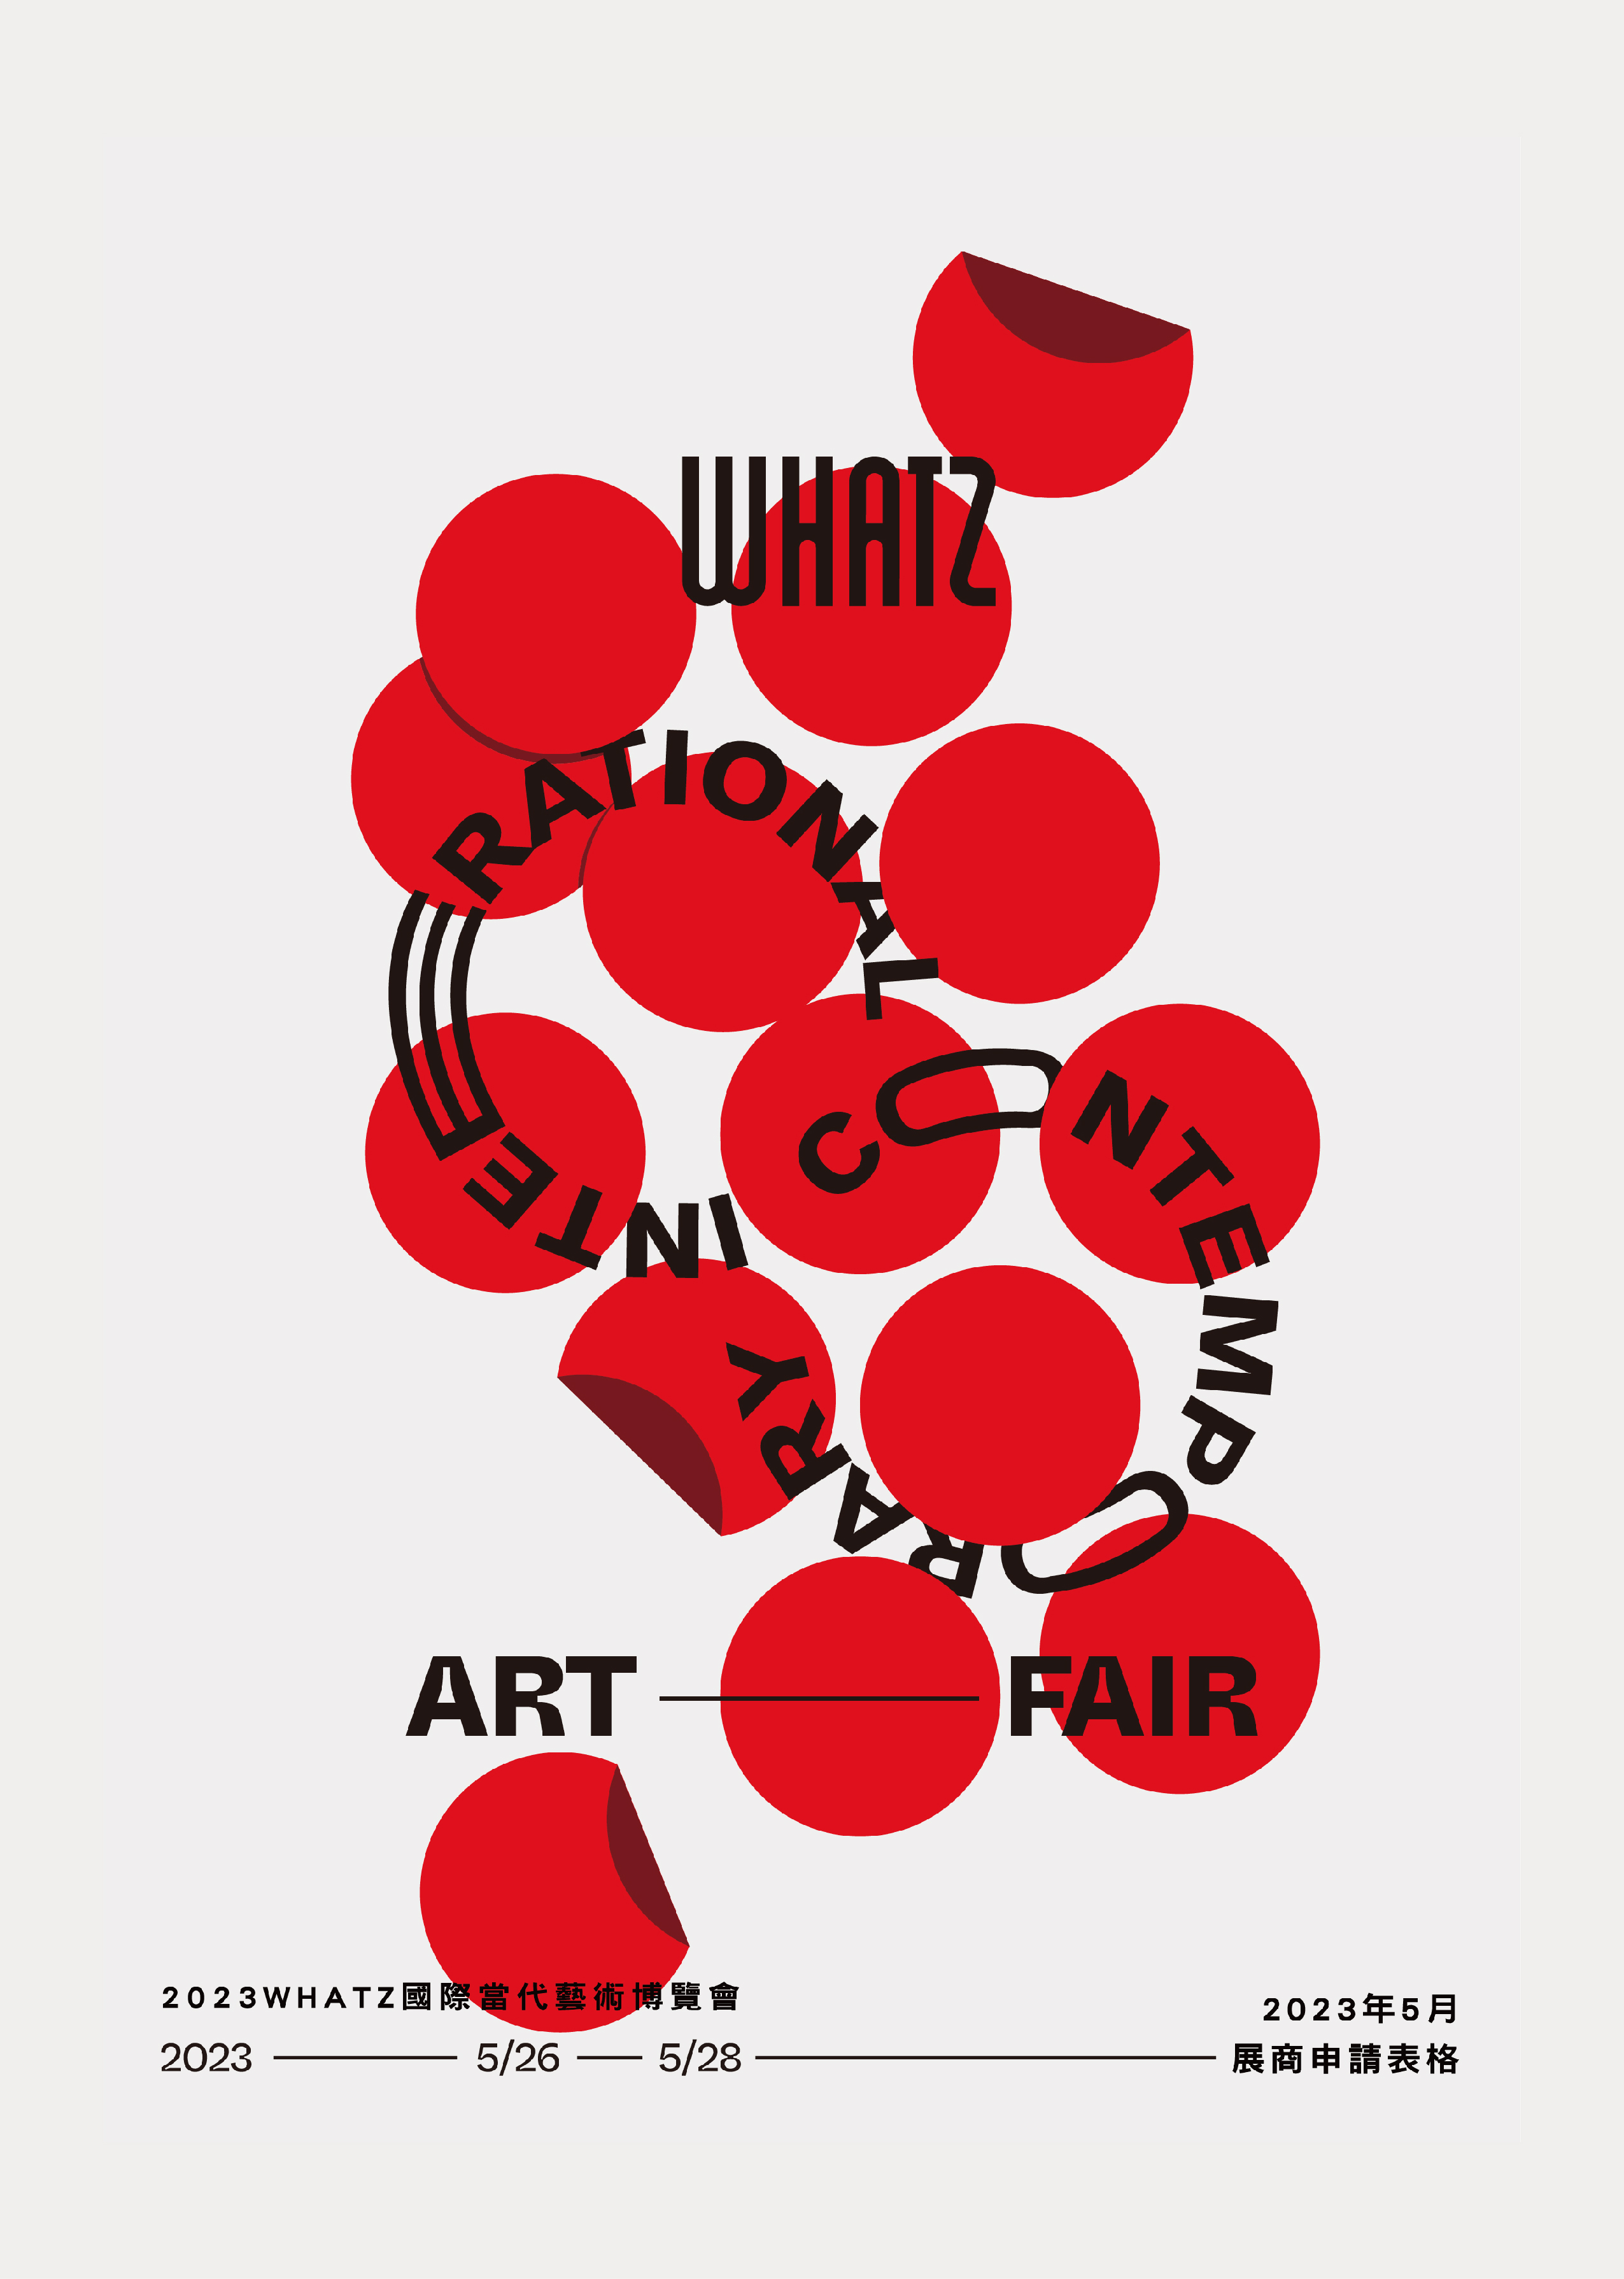 WHATZ
INTEERATIONAL
CONTEMPORARY
ART — FAIR
2023WHATZ國際當代藝術博覽會
2023 — 5/26 — 5/28 —
2023年5月
展商申請表格